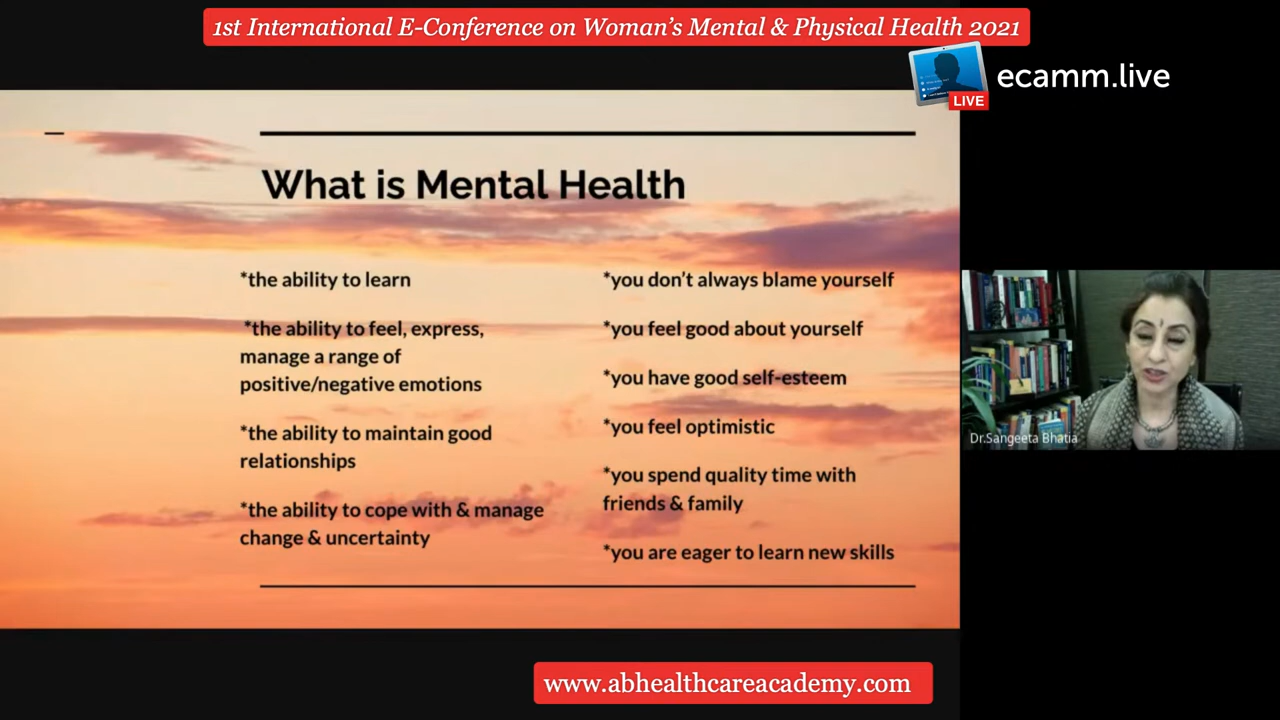 1st International E-Conference on Woman's Mental & Physical Health 2021
ecamm.live
LIVE
What is Mental Health
*the ability to learn
*the ability to feel, express,
manage a range of
positive/negative emotions
*the ability to maintain good
relationships
*the ability to cope with & manage
change & uncertainty
*you don't always blame yourself
*you feel good about yourself
*you have good self-esteem
*you feel optimistic
*you spend quality time with
friends & family
*you are eager to learn new skills
Dr.Sangeeta Bhatia
www.abhealthcareacademy.com